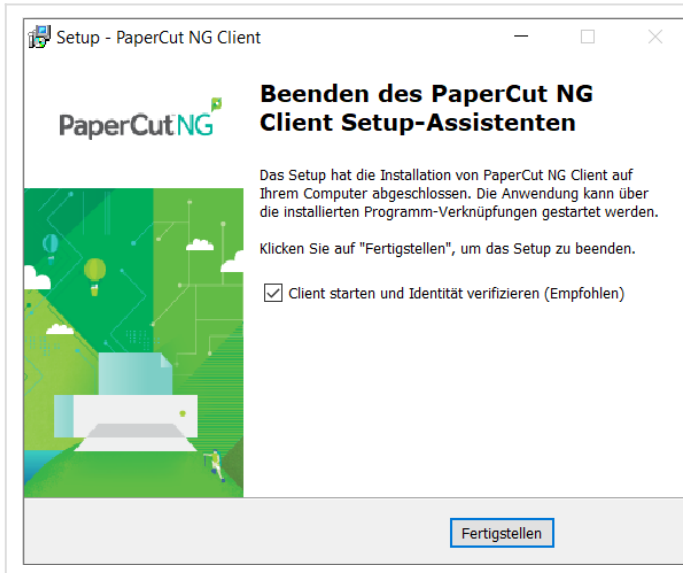 Setup - PaperCut NG Client
PaperCut NG
Beenden des PaperCut NG
Client Setup-Assistenten
Das Setup hat die Installation von PaperCut NG Client auf
Ihrem Computer abgeschlossen. Die Anwendung kann über
die installierten Programm-Verknüpfungen gestartet werden.
Klicken Sie auf "Fertigstellen", um das Setup zu beenden.
Client starten und Identität verifizieren (Empfohlen)
Fertigstellen